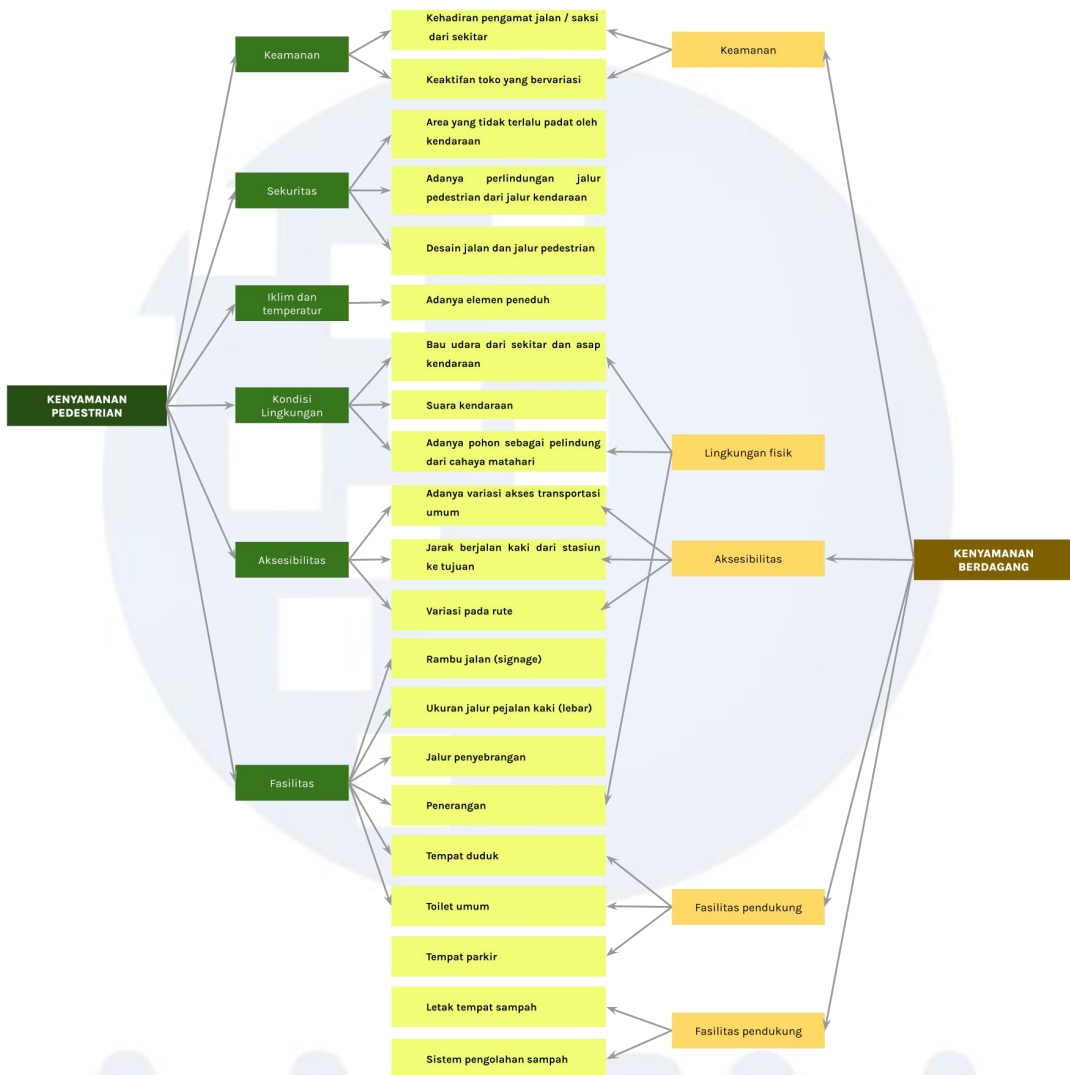 Kehadiran pengamat jalan / saksi
dari sekitar
Keamanan
Keamanan
Keaktifan toko yang bervariasi
Area yang tidak terlalu padat oleh
kendaraan
Sekuritas
Adanya perlindungan jalur
pedestrian dari jalur kendaraan
Desain jalan dan jalur pedestrian
Iklim dan
temperatur
Adanya elemen peneduh
Bau udara dari sekitar dan asap
kendaraan
KENYAMANAN
PEDESTRIAN
Kondisi
Lingkungan
Suara kendaraan
Adanya pohon sebagai pelindung
dari cahaya matahari
Lingkungan fisik
Adanya variasi akses transportasi
umum
Aksesibilitas
Jarak berjalan kaki dari stasiun
ke tujuan
Aksesibilitas
KENYAMANAN
BERDAGANG
Variasi pada rute
Rambu jalan (signage)
Ukuran jalur pejalan kaki (lebar)
Jalur penyebrangan
Fasilitas
Penerangan
Tempat duduk
Toilet umum
Fasilitas pendukung
Tempat parkir
Letak tempat sampah
Fasilitas pendukung
Sistem pengolahan sampah